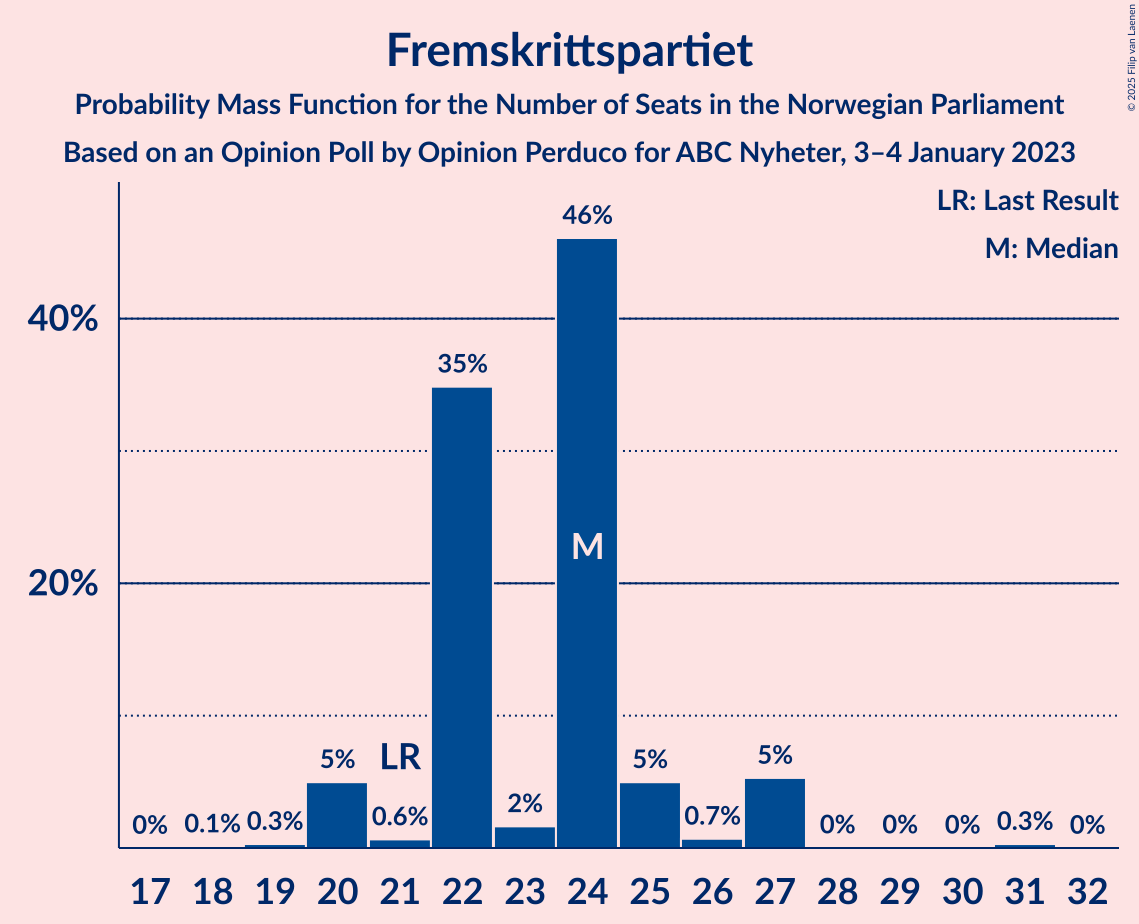 Fremskrittspartiet
Probability Mass Function for the Number of Seats in the Norwegian Parliament
Based on an Opinion Poll by Opinion Perduco for ABC Nyheter, 3–4 January 2023
© 2025 Filip van Laenen
LR: Last Result
M: Median
46%
40%
35%
M
20%
5% LR 2% 5% 0.7% 5%
0% 0.1% 0.3% 0.6% 0% 0% 0% 0.3% 0%
17 18 19 20 21 22 23 24 25 26 27 28 29 30 31 32